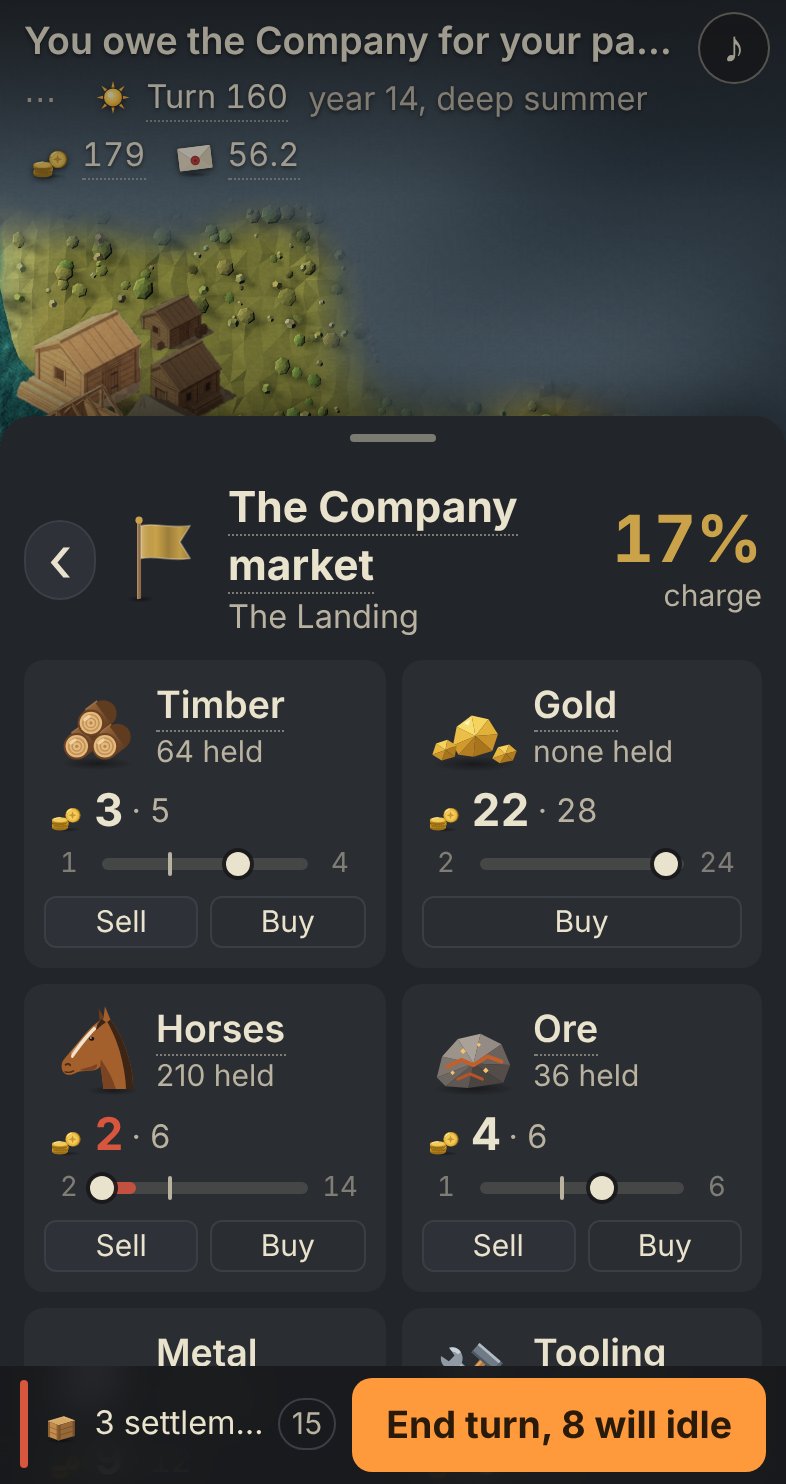 You owe the Company for your pa...
... Turn 160 year 14, deep summer
179 56.2
The Company
market
The Landing
17%
charge
Timber
64 held
3 · 5
1 4
Sell Buy
Gold
none held
22 · 28
2 24
Buy
Horses
210 held
2 · 6
2 14
Sell Buy
Ore
36 held
4 · 6
1 6
Sell Buy
Metal
Tooling
3 settlem... 15
End turn, 8 will idle